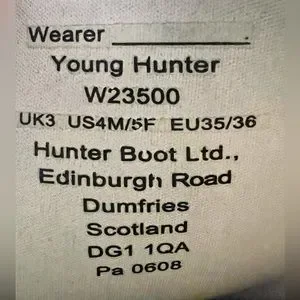 Wearer ____________
Young Hunter
W23500
UK3 US4M/5F EU35/36
Hunter Boot Ltd.,
Edinburgh Road
Dumfries
Scotland
DG1 1QA
Pa 0608